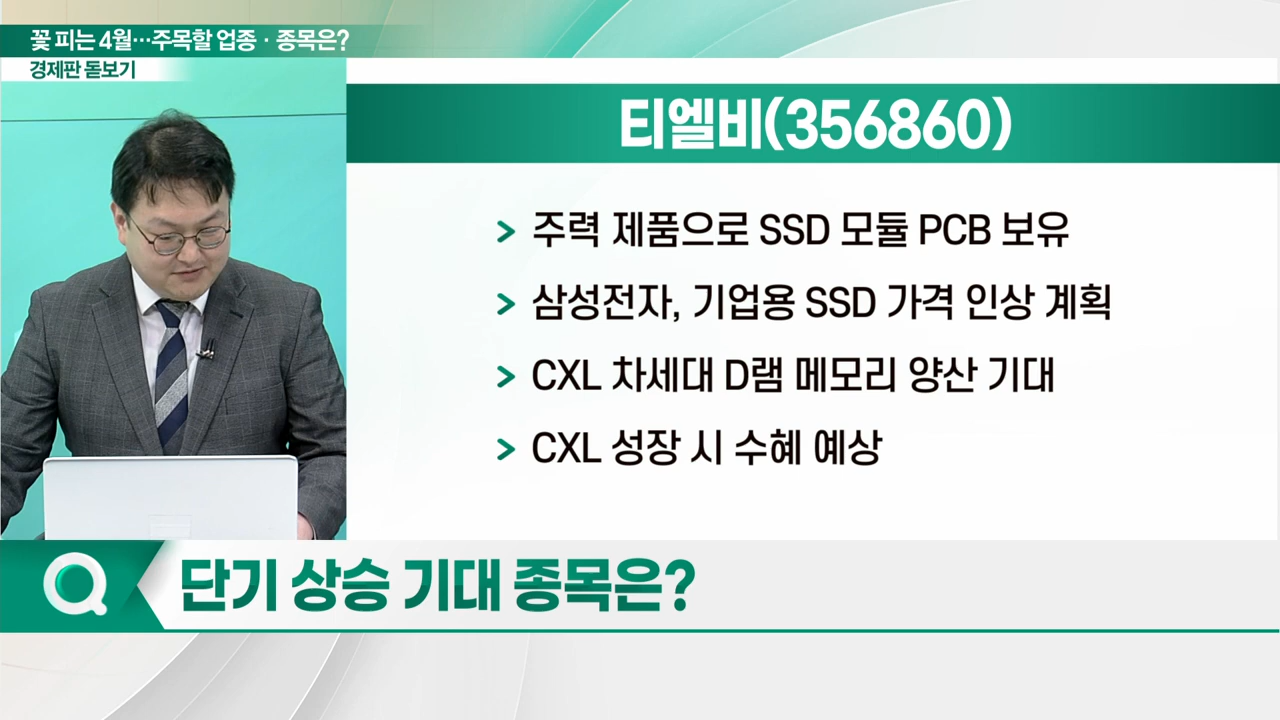 꽃 피는 4월…주목할 업종·종목은?
경제판 돋보기
티엘비(356860)
> 주력 제품으로 SSD 모듈 PCB 보유
> 삼성전자, 기업용 SSD 가격 인상 계획
> CXL 차세대 D램 메모리 양산 기대
> CXL 성장 시 수혜 예상
Q 단기 상승 기대 종목은?